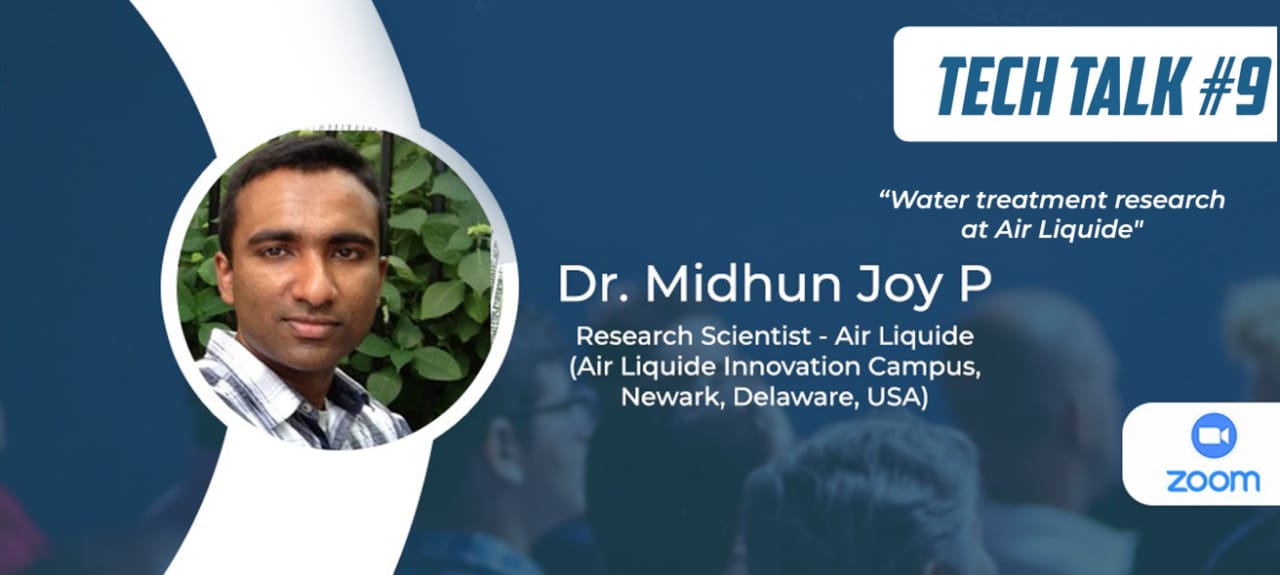 TECH TALK #9
“Water treatment research
at Air Liquide"
Dr. Midhun Joy P
Research Scientist - Air Liquide
(Air Liquide Innovation Campus,
Newark, Delaware, USA)
zoom